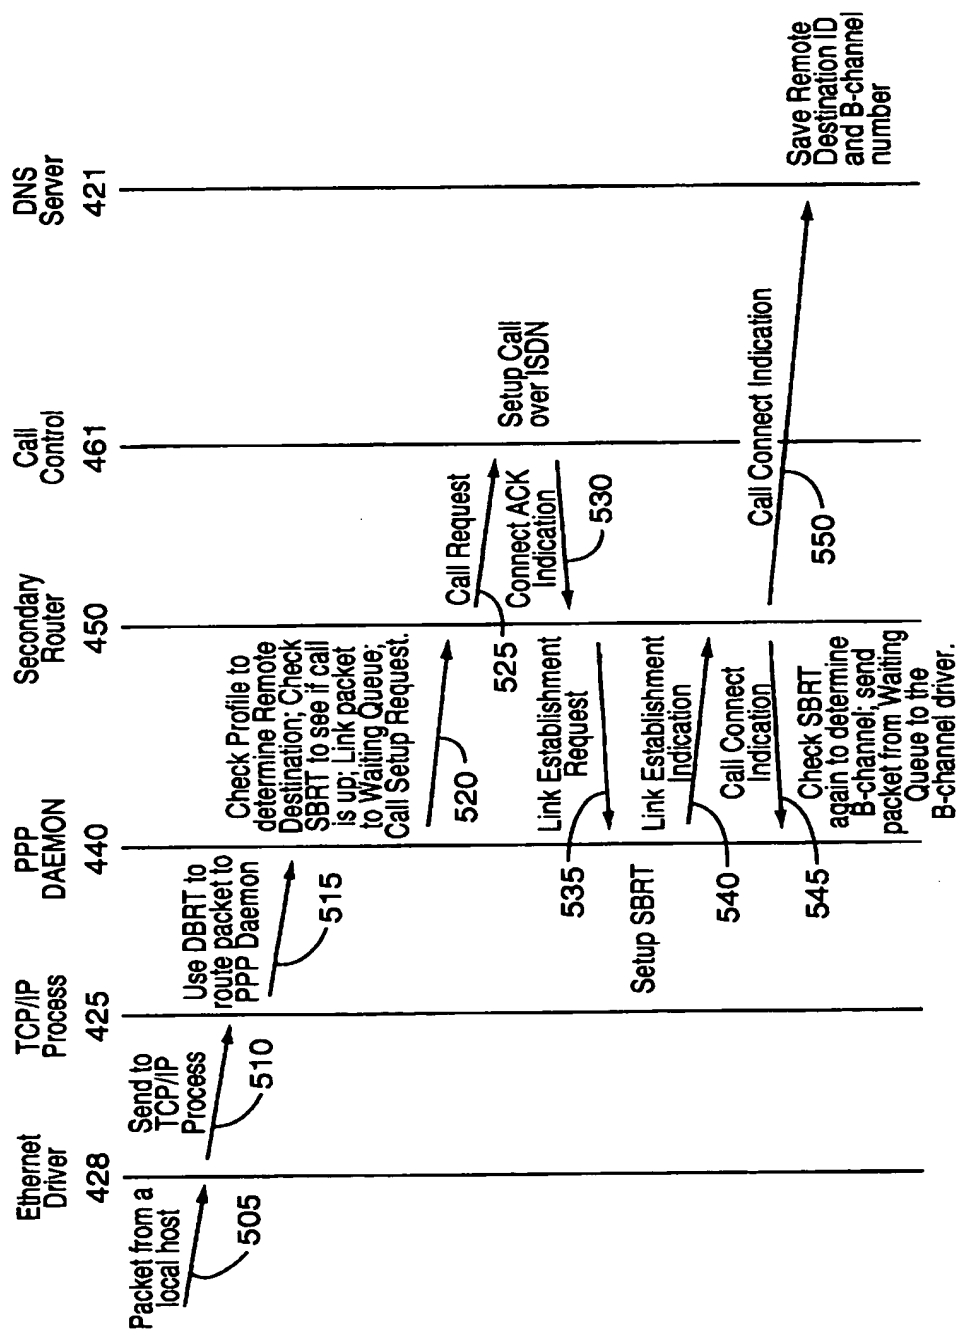 Ethernet
Driver
428
TCP/IP
Process
425
PPP
DAEMON
440
Secondary
Router
450
Call
Control
461
DNS
Server
421
Packet from a
local host
505
Send to
TCP/IP
Process
510
Use DBRT to
route packet to
PPP Daemon
515
Check Profile to
determine Remote
Destination; Check
SBRT to see if call
is up; Link packet
to Waiting Queue;
Call Setup Request.
520
Call Request
525
Setup Call
over ISDN
Connect ACK
Indication
530
Link Establishment
Request
535
Setup SBRT
Link Establishment
Indication
540
Call Connect
Indication
545
Call Connect Indication
550
Check SBRT
again to determine
B-channel; send
packet from Waiting
Queue to the
B-channel driver.
Save Remote
Destination ID
and B-channel
number